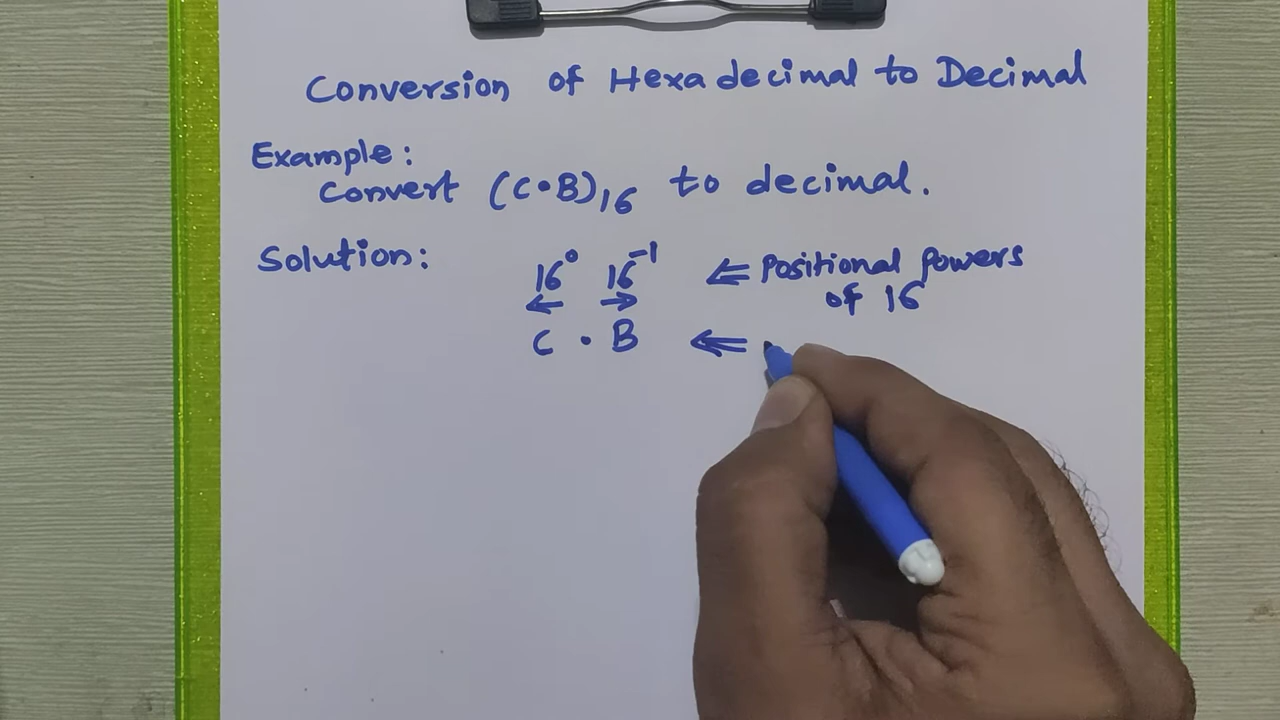 Conversion of Hexadecimal to Decimal
Example:
Convert (C•B)₁₆ to decimal.
Solution:
16⁰ 16⁻¹ ⇐ Positional Powers
of 16
← →
C • B ⇐